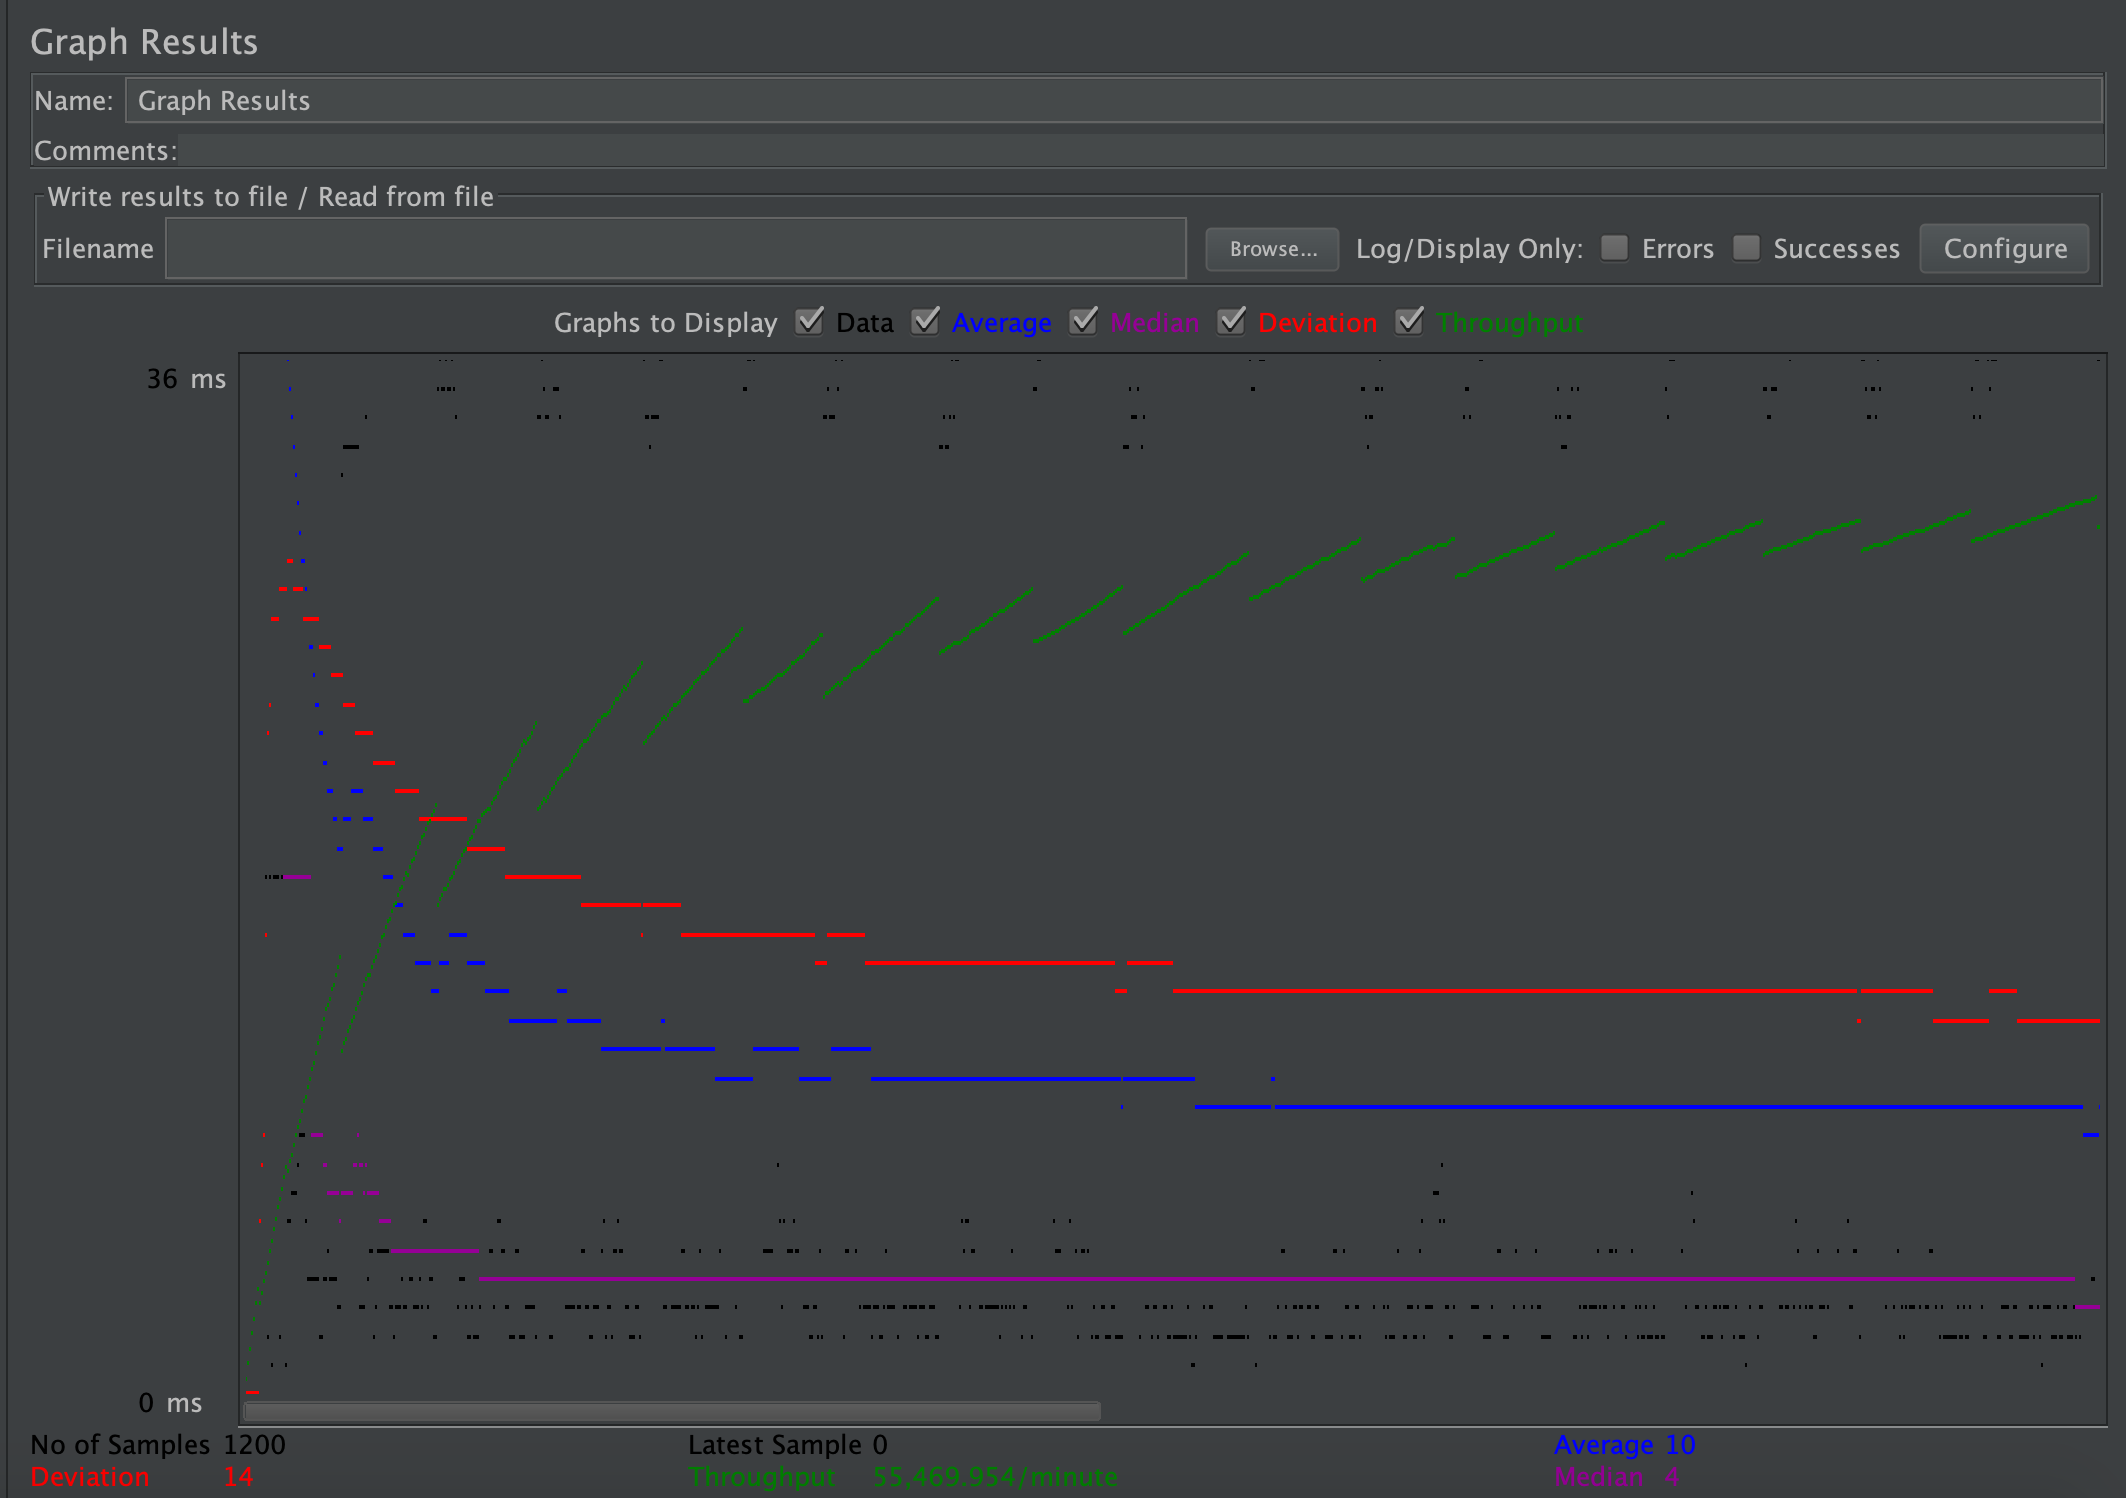 Graph Results
Name: Graph Results
Comments:
Write results to file / Read from file
Filename Browse... Log/Display Only: Errors Successes Configure
Graphs to Display Data Average Median Deviation Throughput
36 ms
0 ms
No of Samples 1200 Latest Sample 0 Average 10
Deviation 14 Throughput 55,469.954/minute Median 4